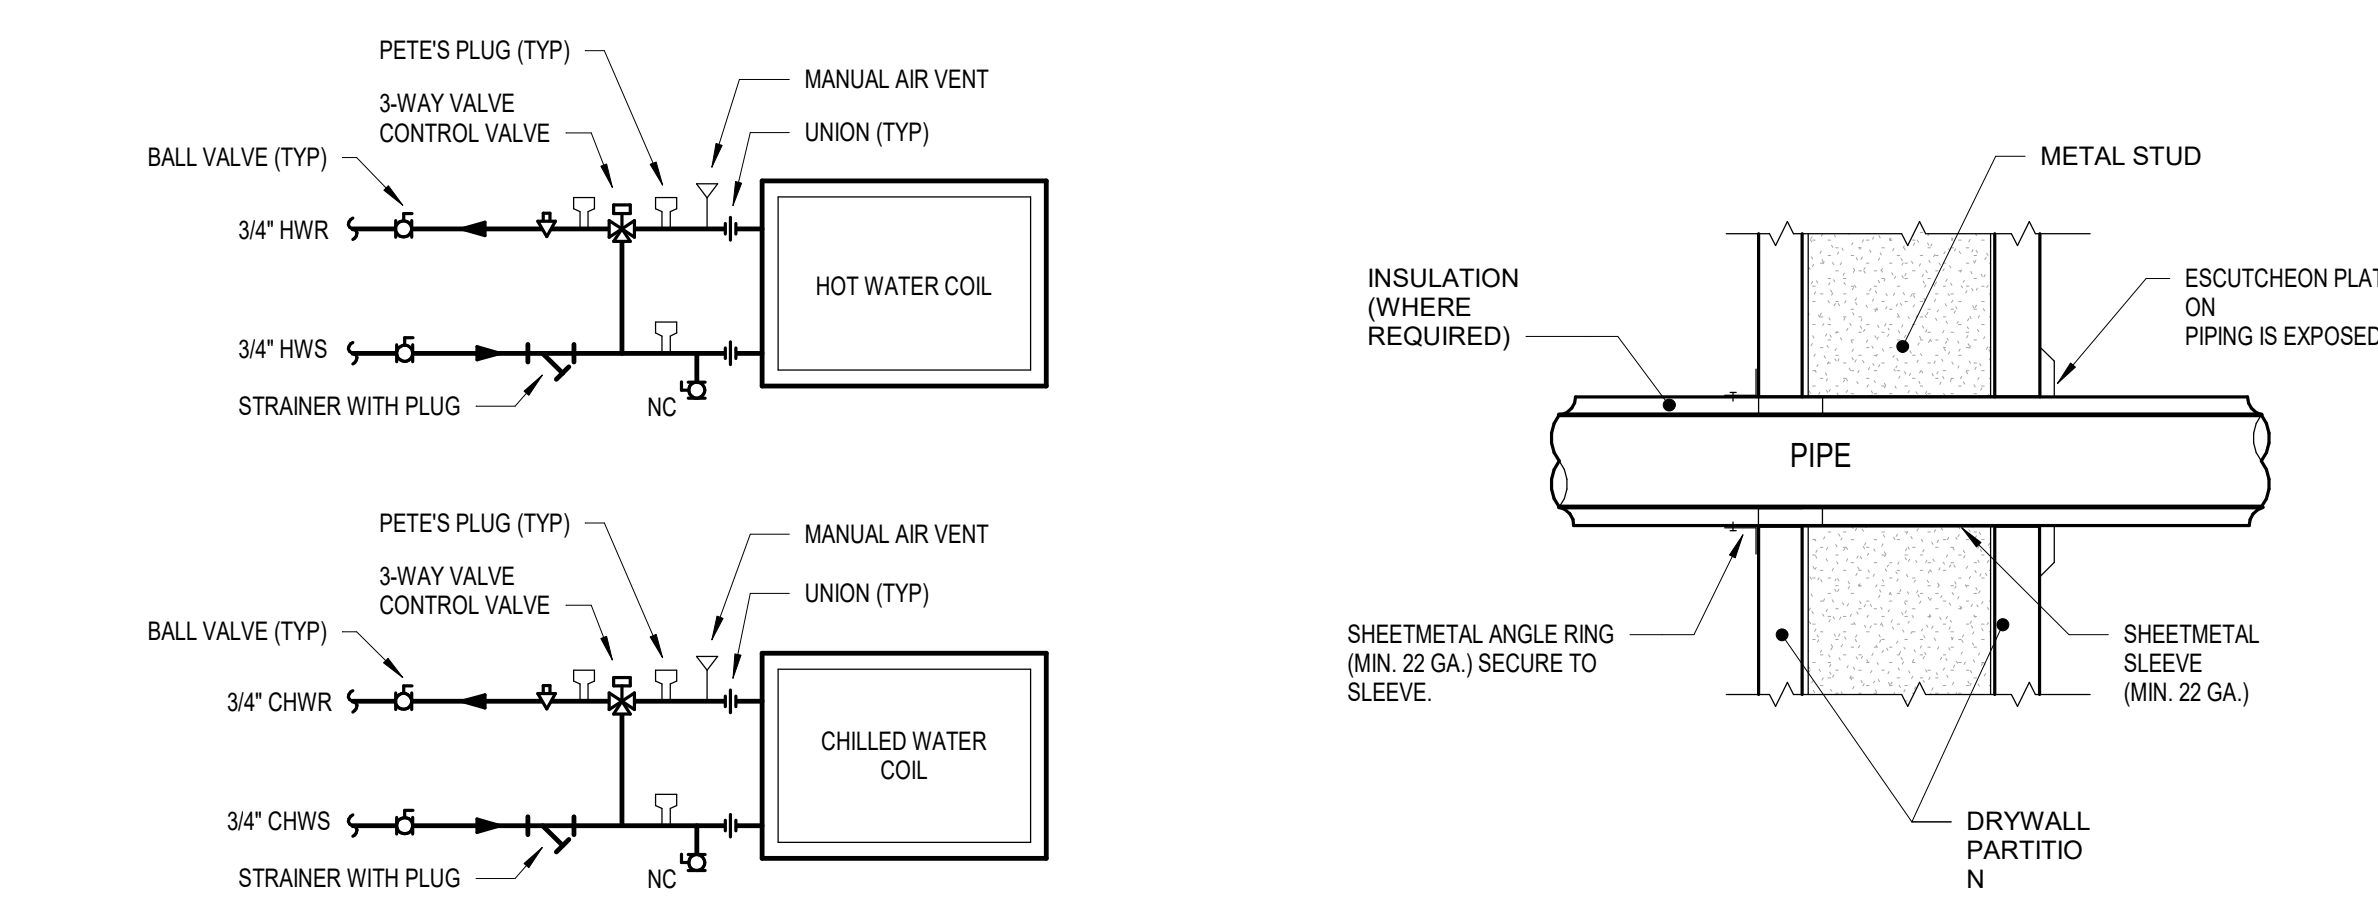 PETE'S PLUG (TYP)
MANUAL AIR VENT
3-WAY VALVE
CONTROL VALVE
UNION (TYP)
BALL VALVE (TYP)
3/4" HWR
HOT WATER COIL
3/4" HWS
STRAINER WITH PLUG
NC
PETE'S PLUG (TYP)
MANUAL AIR VENT
3-WAY VALVE
CONTROL VALVE
UNION (TYP)
BALL VALVE (TYP)
3/4" CHWR
CHILLED WATER
COIL
3/4" CHWS
STRAINER WITH PLUG
NC
METAL STUD
INSULATION
(WHERE
REQUIRED)
ESCUTCHEON PLAT
ON
PIPING IS EXPOSED
PIPE
SHEETMETAL ANGLE RING
(MIN. 22 GA.) SECURE TO
SLEEVE.
SHEETMETAL
SLEEVE
(MIN. 22 GA.)
DRYWALL
PARTITIO
N